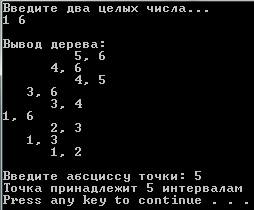 Введите два целых числа...
1 6
Вывод дерева:
5, 6
4, 6
4, 5
3, 6
3, 4
1, 6
2, 3
1, 3
1, 2
Введите абсциссу точки: 5
Точка принадлежит 5 интервалам
Press any key to continue . . .